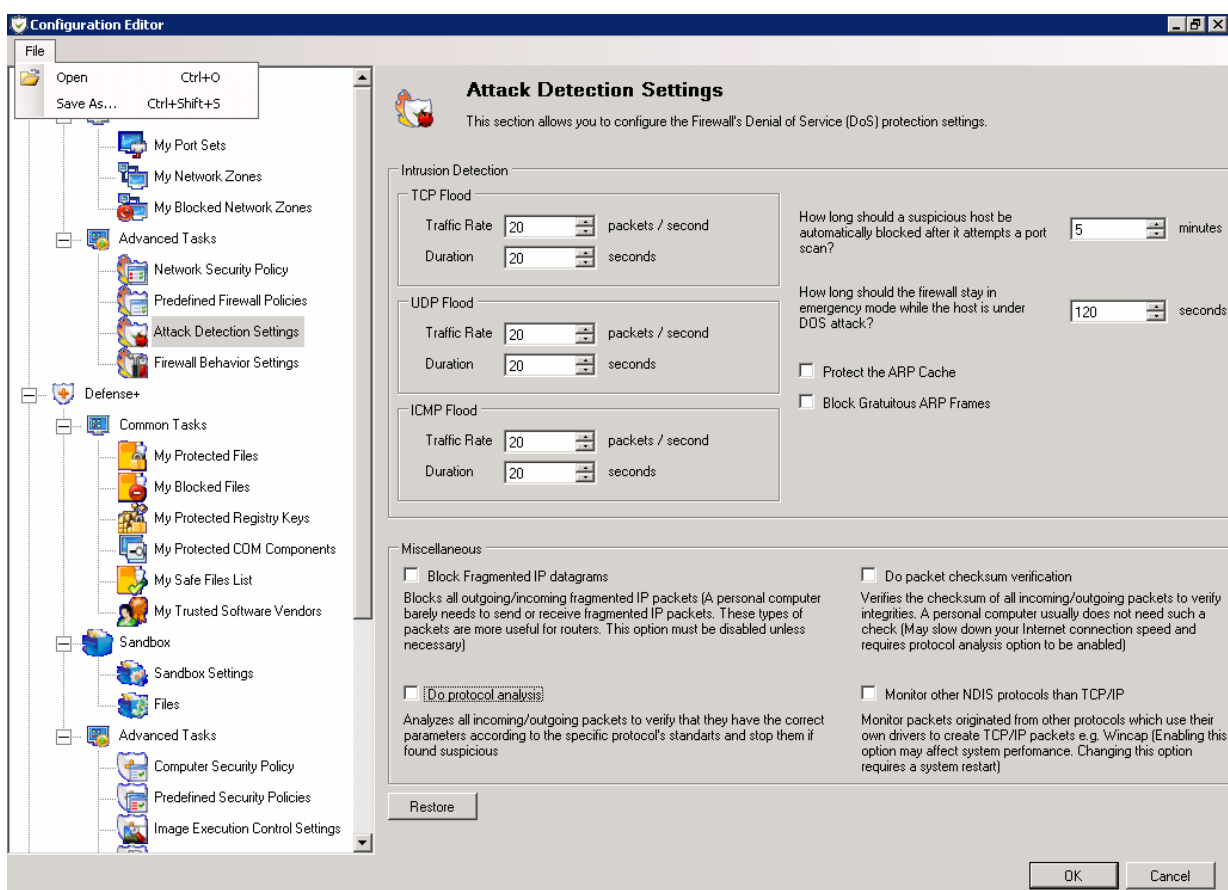 Configuration Editor
File
Open Ctrl+O
Save As... Ctrl+Shift+S
My Port Sets
My Network Zones
My Blocked Network Zones
Advanced Tasks
Network Security Policy
Predefined Firewall Policies
Attack Detection Settings
Firewall Behavior Settings
Defense+
Common Tasks
My Protected Files
My Blocked Files
My Protected Registry Keys
My Protected COM Components
My Safe Files List
My Trusted Software Vendors
Sandbox
Sandbox Settings
Files
Advanced Tasks
Computer Security Policy
Predefined Security Policies
Image Execution Control Settings
Attack Detection Settings
This section allows you to configure the Firewall's Denial of Service (DoS) protection settings.
Intrusion Detection
TCP Flood
Traffic Rate 20 packets / second
Duration 20 seconds
UDP Flood
Traffic Rate 20 packets / second
Duration 20 seconds
ICMP Flood
Traffic Rate 20 packets / second
Duration 20 seconds
How long should a suspicious host be
automatically blocked after it attempts a port
scan?
5 minutes
How long should the firewall stay in
emergency mode while the host is under
DOS attack?
120 seconds
Protect the ARP Cache
Block Gratuitous ARP Frames
Miscellaneous
Block Fragmented IP datagrams
Blocks all outgoing/incoming fragmented IP packets (A personal computer
barely needs to send or receive fragmented IP packets. These types of
packets are more useful for routers. This option must be disabled unless
necessary)
Do packet checksum verification
Verifies the checksum of all incoming/outgoing packets to verify
integrities. A personal computer usually does not need such a
check (May slow down your Internet connection speed and
requires protocol analysis option to be anabled)
Do protocol analysis
Analyzes all incoming/outgoing packets to verify that they have the correct
parameters according to the specific protocol's standarts and stop them if
found suspicious
Monitor other NDIS protocols than TCP/IP
Monitor packets originated from other protocols which use their
own drivers to create TCP/IP packets e.g. Wincap (Enabling this
option may affect system perfomance. Changing this option
requires a system restart)
Restore
OK
Cancel